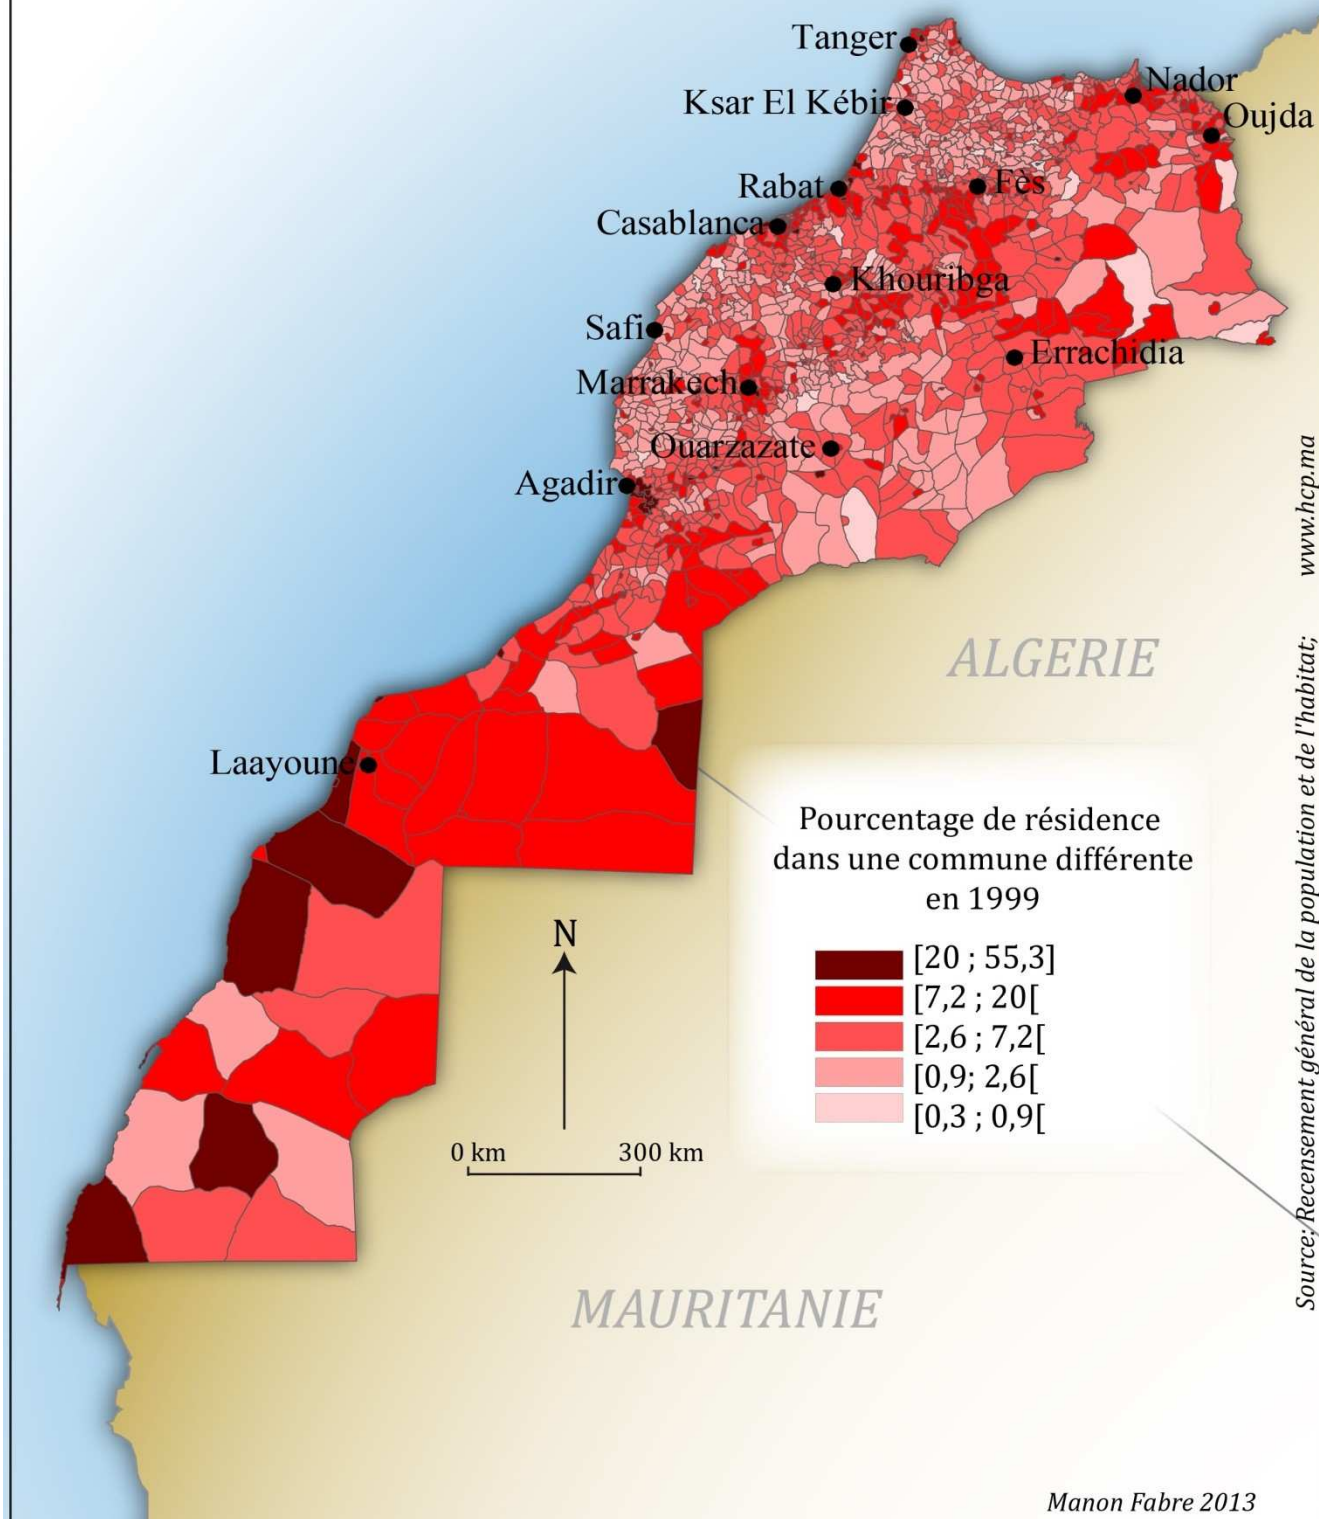 Tanger
Nador
Ksar El Kébir
Oujda
Rabat
Fès
Casablanca
Khouribga
Safi
Errachidia
Marrakech
Ouarzazate
Agadir
ALGERIE
Laayoune
Pourcentage de résidence
dans une commune différente
en 1999
[20 ; 55,3]
[7,2 ; 20[
[2,6 ; 7,2[
[0,9; 2,6[
[0,3 ; 0,9[
N
0 km 300 km
MAURITANIE
Source: Recensement général de la population et de l'habitat; www.hcp.ma
Manon Fabre 2013